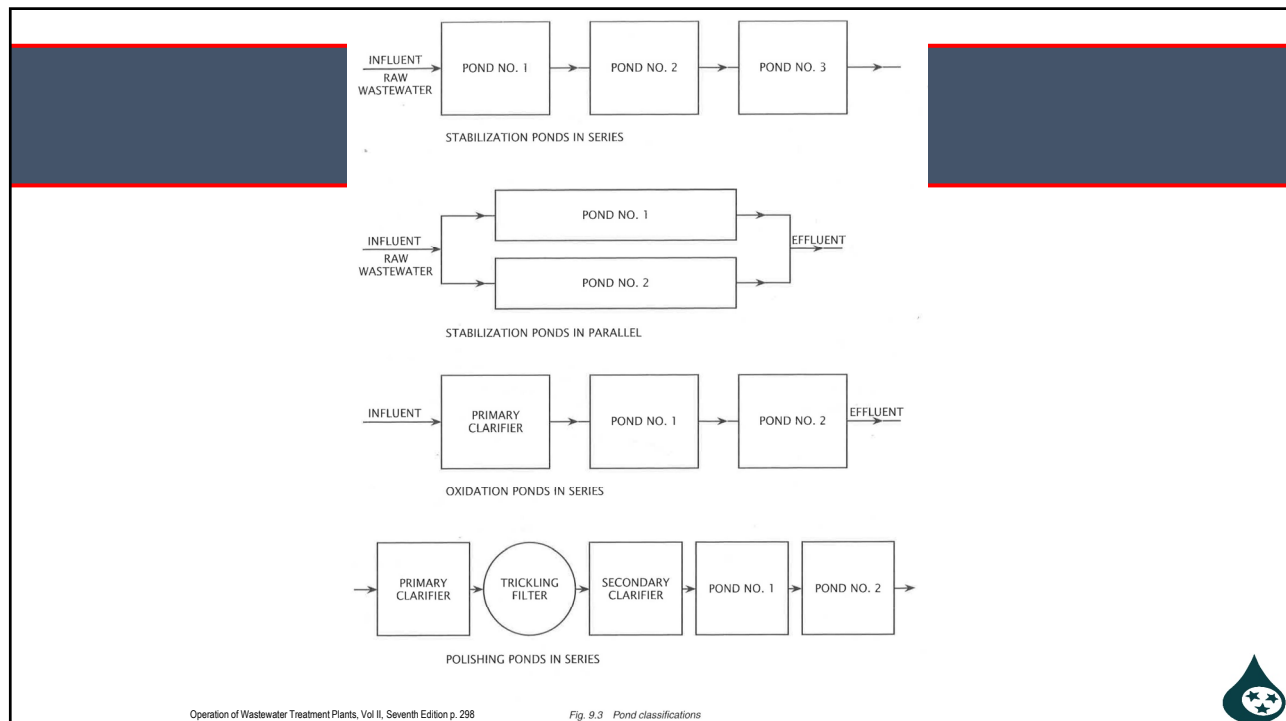 INFLUENT
RAW
WASTEWATER
POND NO. 1
POND NO. 2
POND NO. 3
STABILIZATION PONDS IN SERIES
INFLUENT
RAW
WASTEWATER
POND NO. 1
POND NO. 2
EFFLUENT
STABILIZATION PONDS IN PARALLEL
INFLUENT
PRIMARY
CLARIFIER
POND NO. 1
POND NO. 2
EFFLUENT
OXIDATION PONDS IN SERIES
PRIMARY
CLARIFIER
TRICKLING
FILTER
SECONDARY
CLARIFIER
POND NO. 1
POND NO. 2
POLISHING PONDS IN SERIES
Operation of Wastewater Treatment Plants, Vol II, Seventh Edition p. 298
Fig. 9.3 Pond classifications